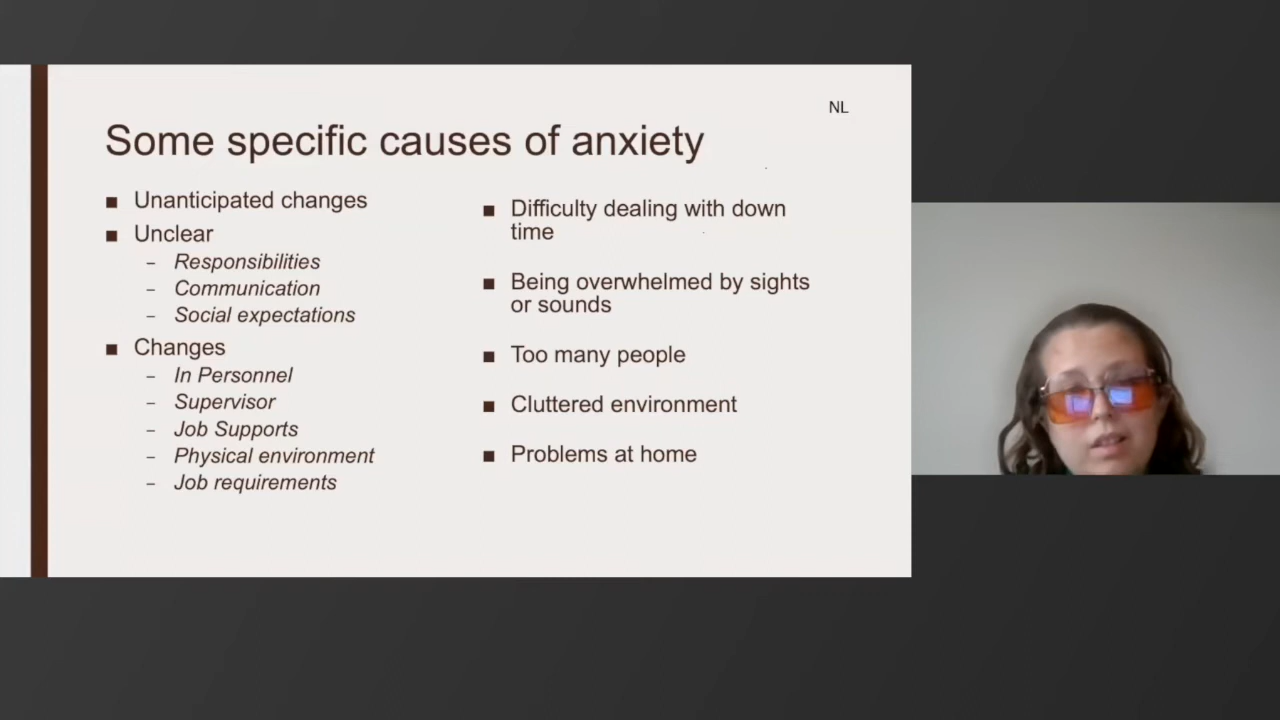 NL
Some specific causes of anxiety
■ Unanticipated changes
■ Unclear
– Responsibilities
– Communication
– Social expectations
■ Changes
– In Personnel
– Supervisor
– Job Supports
– Physical environment
– Job requirements
■ Difficulty dealing with down
time
■ Being overwhelmed by sights
or sounds
■ Too many people
■ Cluttered environment
■ Problems at home